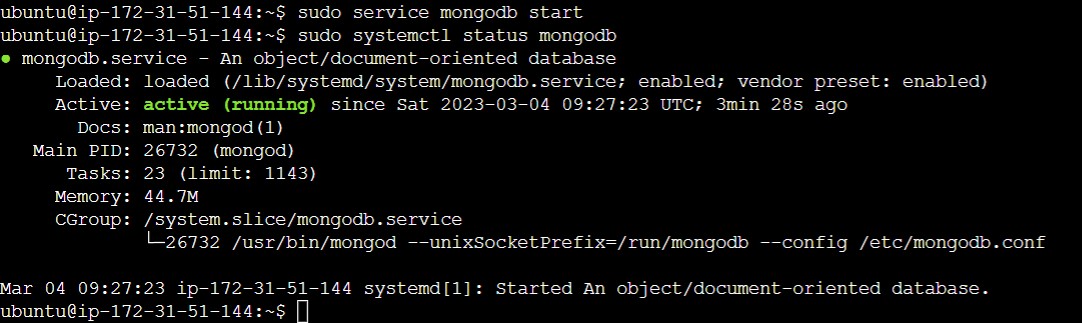 ubuntu@ip-172-31-51-144:~$ sudo service mongodb start
ubuntu@ip-172-31-51-144:~$ sudo systemctl status mongodb
● mongodb.service - An object/document-oriented database
     Loaded: loaded (/lib/systemd/system/mongodb.service; enabled; vendor preset: enabled)
     Active: active (running) since Sat 2023-03-04 09:27:23 UTC; 3min 28s ago
       Docs: man:mongod(1)
   Main PID: 26732 (mongod)
      Tasks: 23 (limit: 1143)
     Memory: 44.7M
     CGroup: /system.slice/mongodb.service
             └─26732 /usr/bin/mongod --unixSocketPrefix=/run/mongodb --config /etc/mongodb.conf
Mar 04 09:27:23 ip-172-31-51-144 systemd[1]: Started An object/document-oriented database.
ubuntu@ip-172-31-51-144:~$